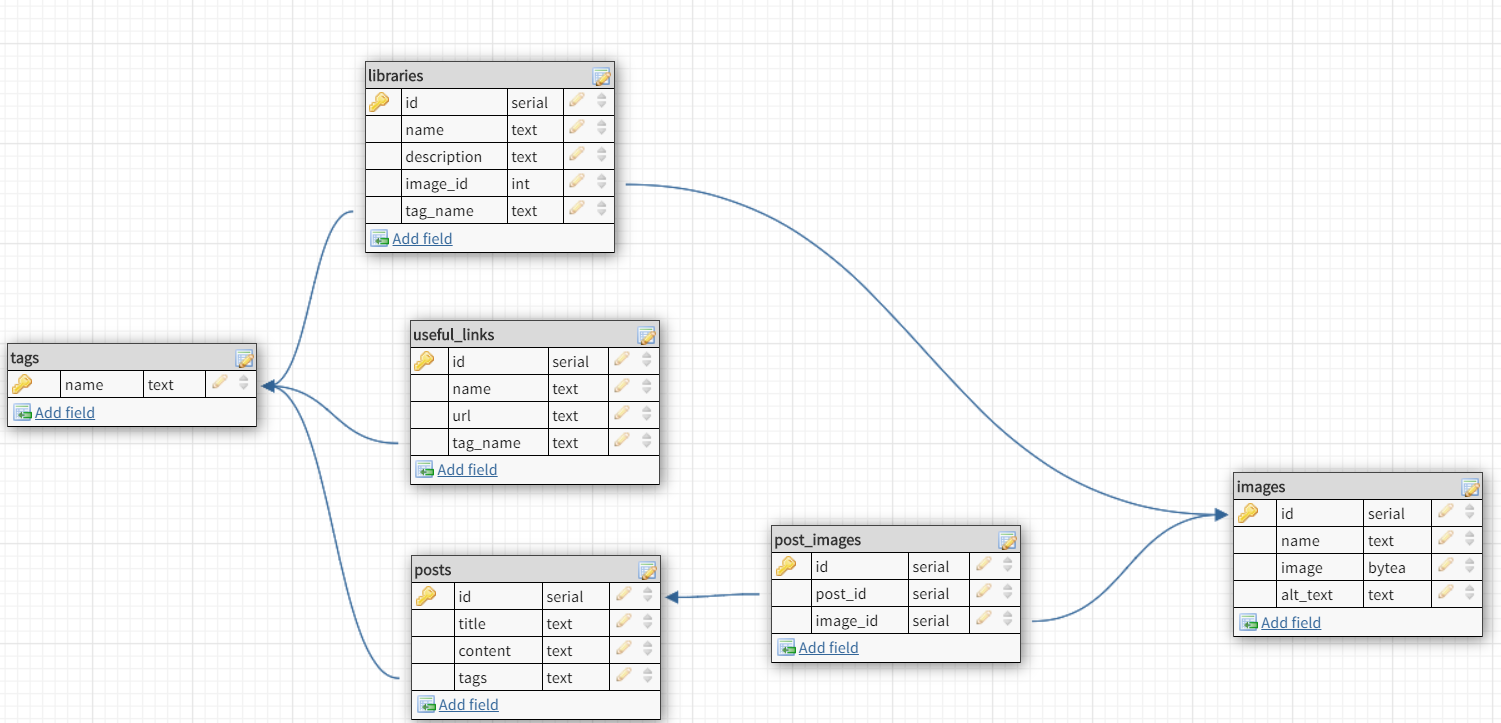 libraries
id serial
name text
description text
image_id int
tag_name text
Add field
tags
name text
Add field
useful_links
id serial
name text
url text
tag_name text
Add field
posts
id serial
title text
content text
tags text
Add field
post_images
id serial
post_id serial
image_id serial
Add field
images
id serial
name text
image bytea
alt_text text
Add field